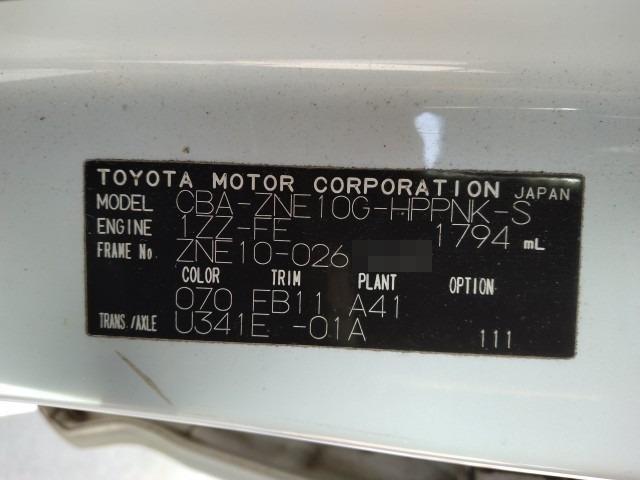 TOYOTA MOTOR CORPORATION JAPAN
MODEL CBA-ZNE10G-HPPNK-S
ENGINE 1ZZ-FE 1794 mL
FRAME No ZNE10-026
COLOR TRIM PLANT OPTION
070 EB11 A41
TRANS./AXLE U341E -01A 111